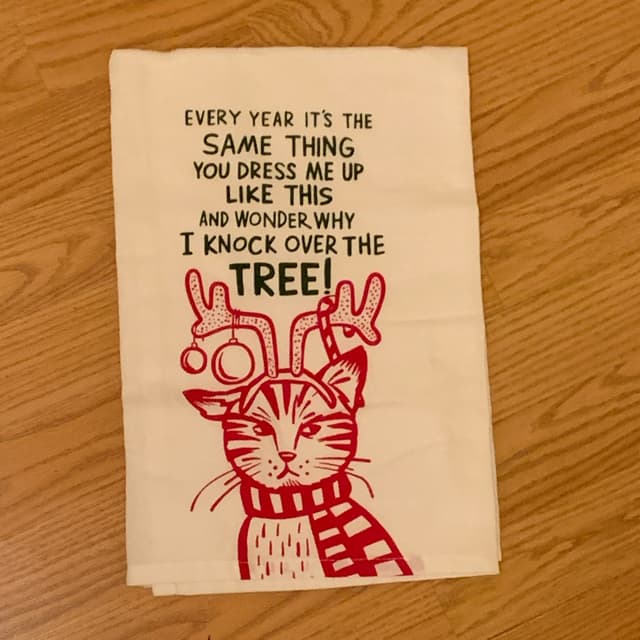 EVERY YEAR IT'S THE
SAME THING
YOU DRESS ME UP
LIKE THIS
AND WONDER WHY
I KNOCK OVER THE
TREE!